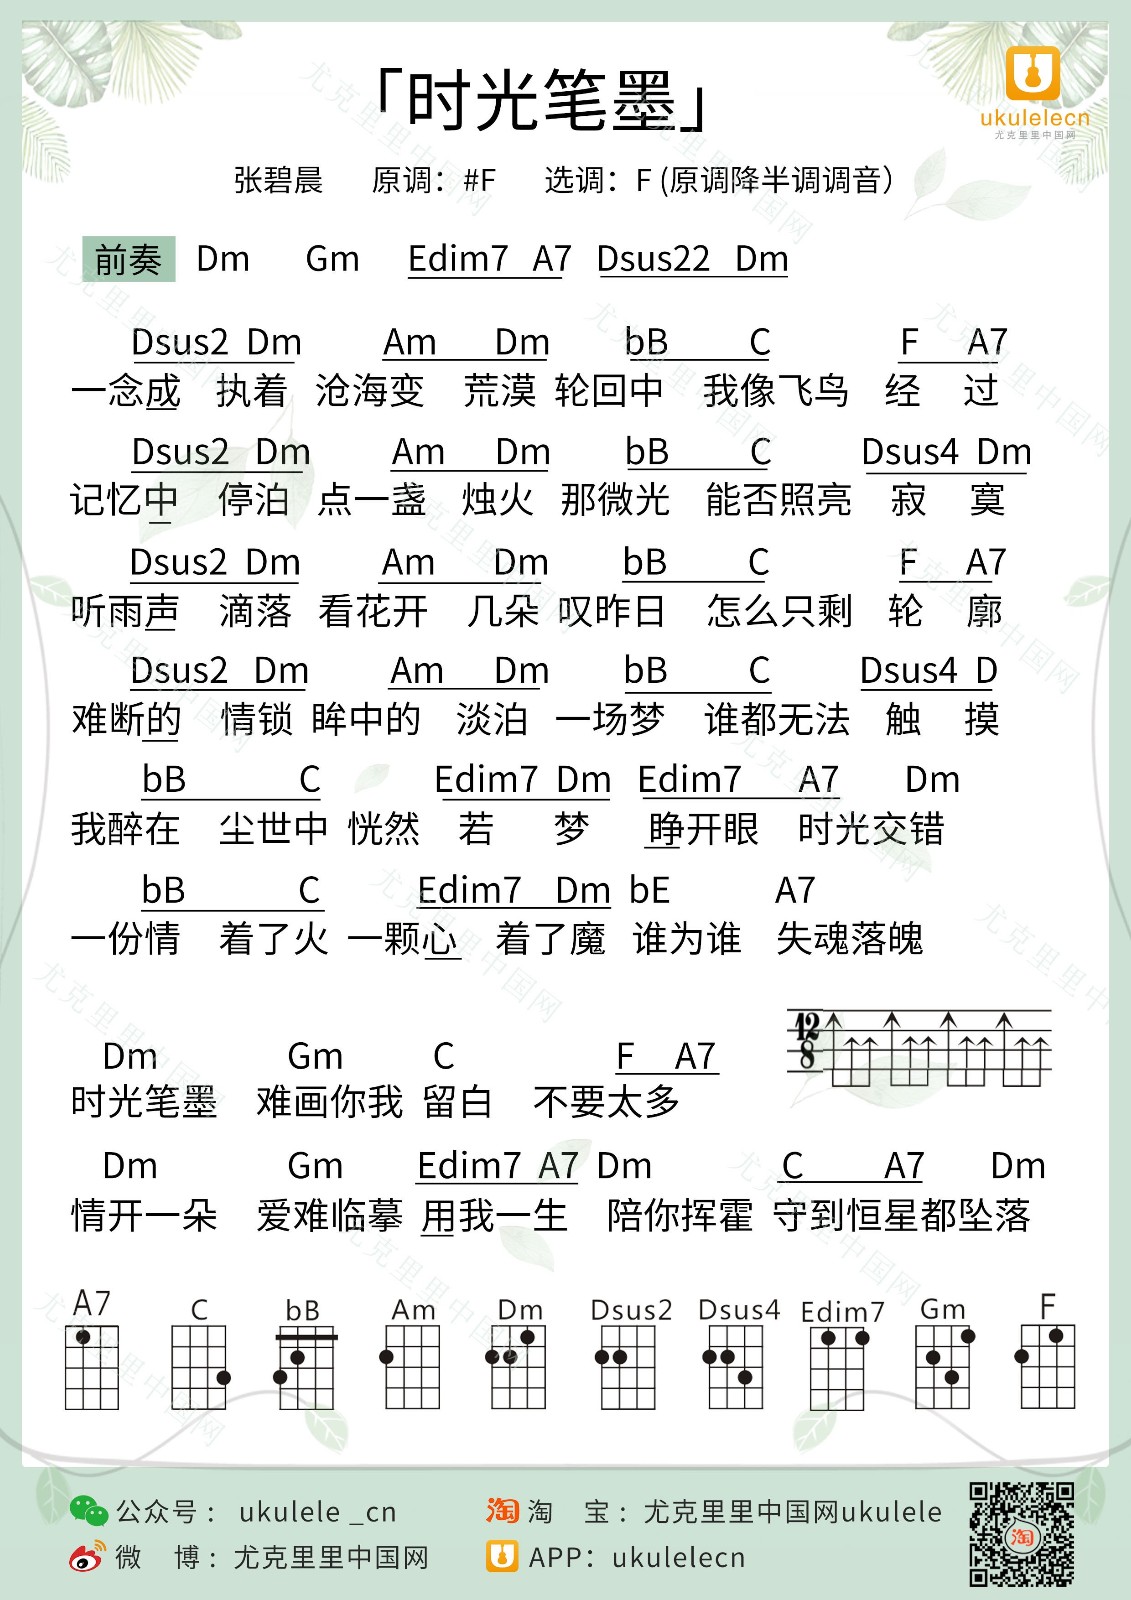 「时光笔墨」
ukulelecn
尤克里里中国网
张碧晨 原调：#F 选调：F (原调降半调调音）
前奏 Dm Gm Edim7 A7 Dsus22 Dm
Dsus2 Dm Am Dm bB C F A7
一念成 执着 沧海变 荒漠 轮回中 我像飞鸟 经 过
Dsus2 Dm Am Dm bB C Dsus4 Dm
记忆中 停泊 点一盏 烛火 那微光 能否照亮 寂 寞
Dsus2 Dm Am Dm bB C F A7
听雨声 滴落 看花开 几朵 叹昨日 怎么只剩 轮 廓
Dsus2 Dm Am Dm bB C Dsus4 D
难断的 情锁 眸中的 淡泊 一场梦 谁都无法 触 摸
bB C Edim7 Dm Edim7 A7 Dm
我醉在 尘世中 恍然 若 梦 睁开眼 时光交错
bB C Edim7 Dm bE A7
一份情 着了火 一颗心 着了魔 谁为谁 失魂落魄
12
8
Dm Gm C F A7
时光笔墨 难画你我 留白 不要太多
Dm Gm Edim7 A7 Dm C A7 Dm
情开一朵 爱难临摹 用我一生 陪你挥霍 守到恒星都坠落
A7 C bB Am Dm Dsus2 Dsus4 Edim7 Gm F
公众号： ukulele _cn 淘 淘 宝：尤克里里中国网ukulele
微 博：尤克里里中国网 APP：ukulelecn
淘